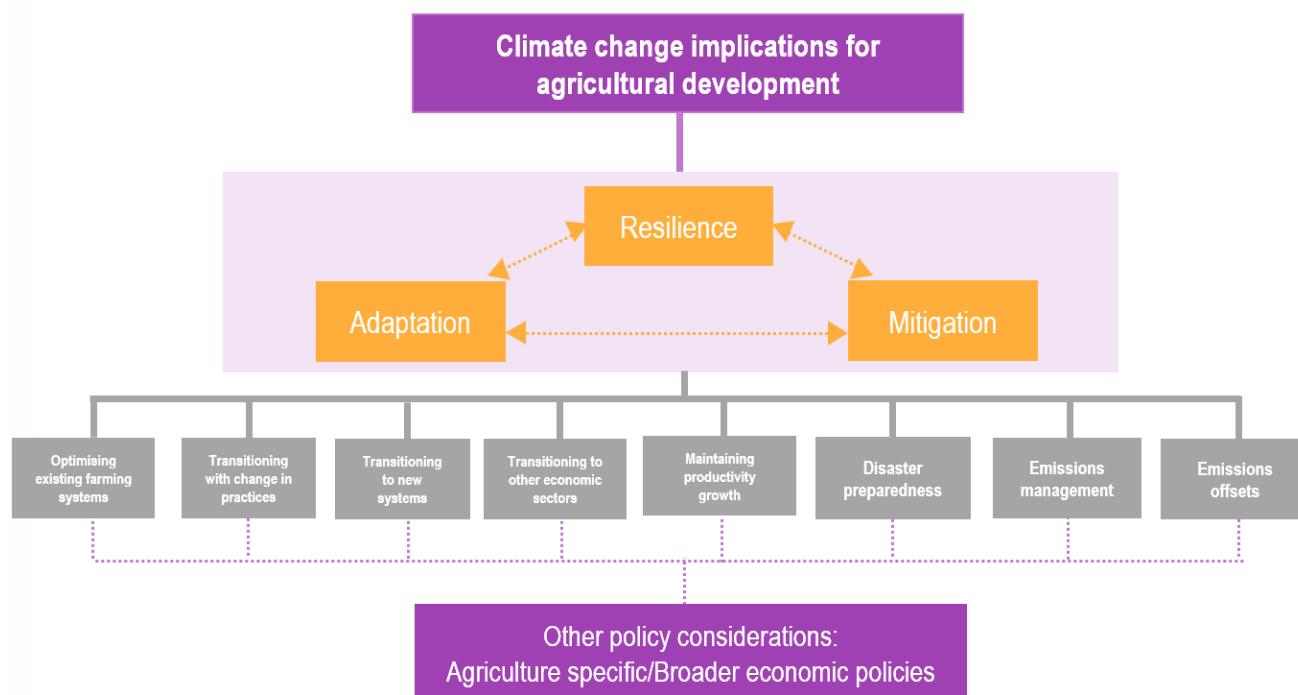 Climate change implications for
agricultural development
Resilience
Adaptation
Mitigation
Optimising
existing farming
systems
Transitioning
with change in
practices
Transitioning
to new
systems
Transitioning to
other economic
sectors
Maintaining
productivity
growth
Disaster
preparedness
Emissions
management
Emissions
offsets
Other policy considerations:
Agriculture specific/Broader economic policies